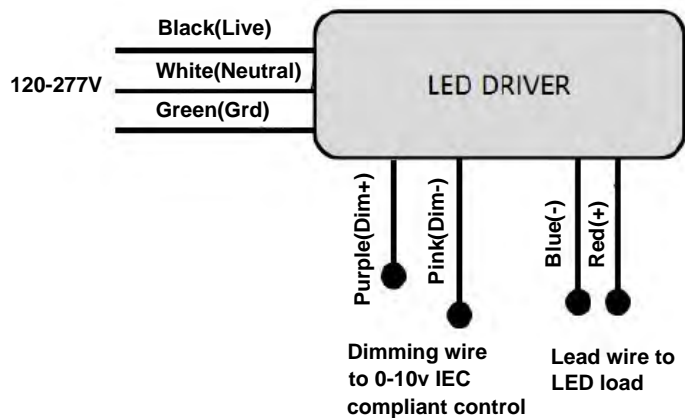 Black(Live)
White(Neutral)
120-277V
Green(Grd)
LED DRIVER
Purple(Dim+)
Pink(Dim-)
Blue(-)
Red(+)
Dimming wire
to 0-10v IEC
compliant control
Lead wire to
LED load